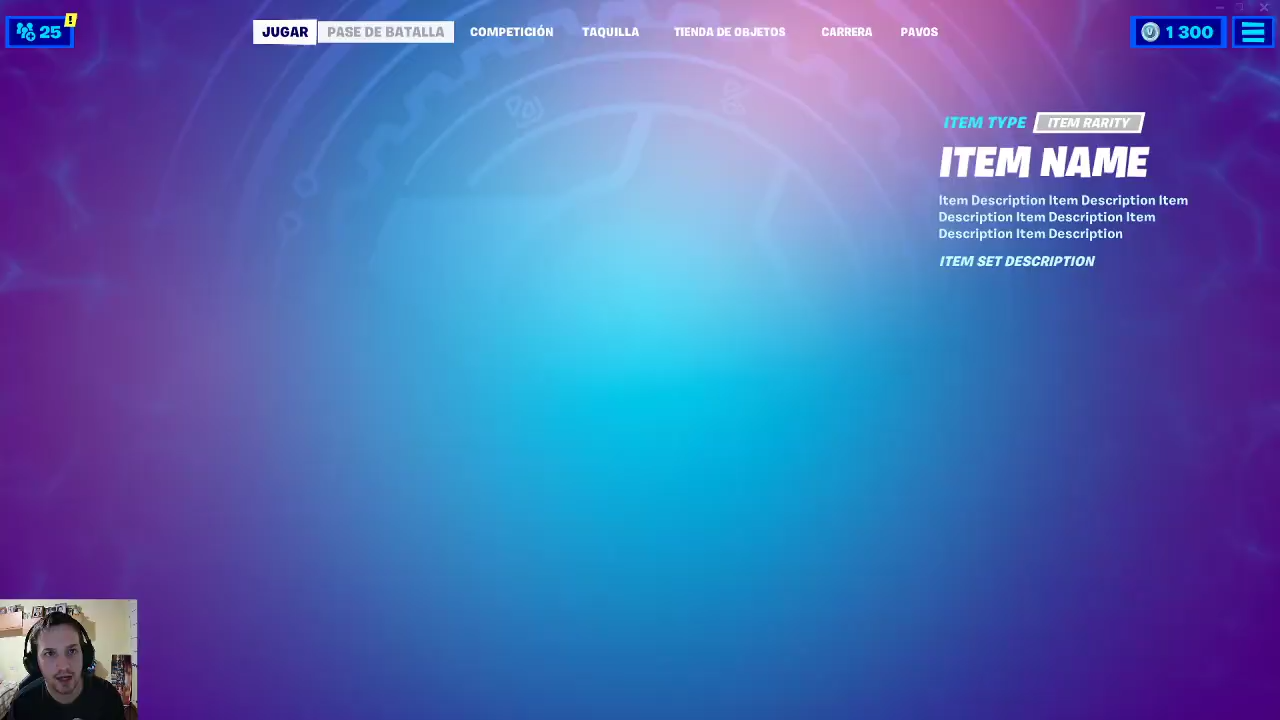 25
!
JUGAR
PASE DE BATALLA
COMPETICIÓN
TAQUILLA
TIENDA DE OBJETOS
CARRERA
PAVOS
1 300
ITEM TYPE
ITEM RARITY
ITEM NAME
Item Description Item Description Item
Description Item Description Item
Description Item Description
ITEM SET DESCRIPTION